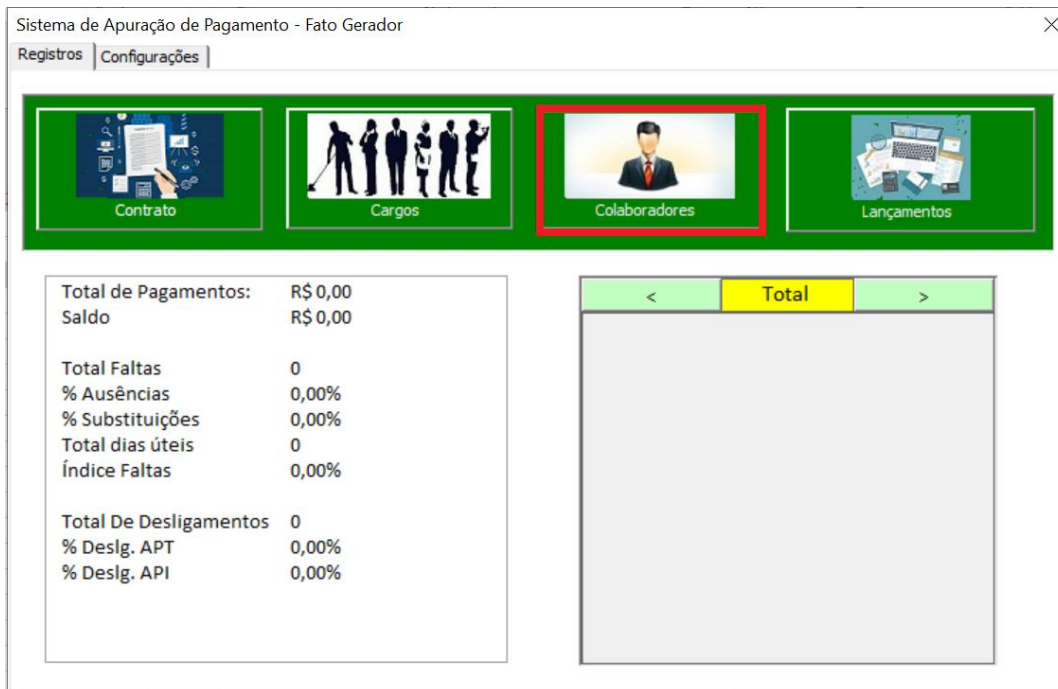 Sistema de Apuração de Pagamento - Fato Gerador
Registros Configurações
Contrato Cargos Colaboradores Lançamentos
Total de Pagamentos: R$ 0,00
Saldo R$ 0,00
< Total >
Total Faltas 0
% Ausências 0,00%
% Substituições 0,00%
Total dias úteis 0
Índice Faltas 0,00%
Total De Desligamentos 0
% Deslg. APT 0,00%
% Deslg. API 0,00%